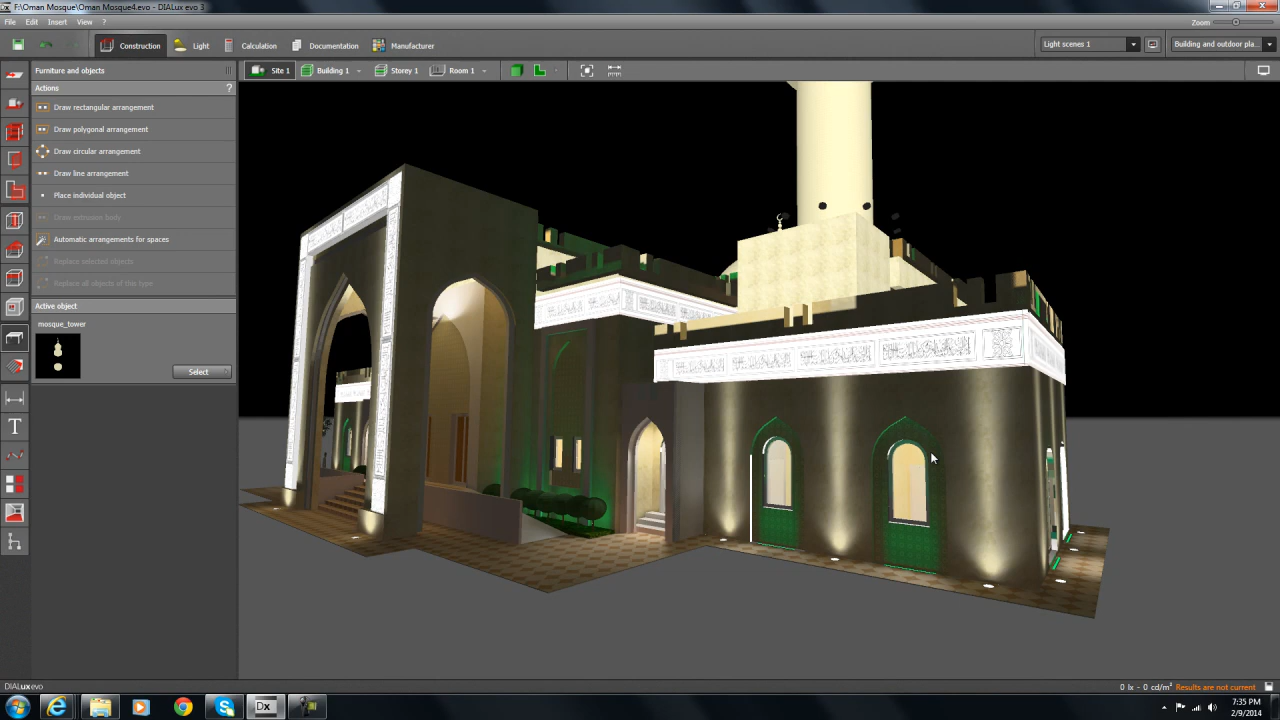 F:\Oman Mosque\Oman Mosque4.evo - DIALux evo 3
File Edit Insert View ?
Zoom
Construction Light Calculation Documentation Manufacturer
Light scenes 1
Building and outdoor pla...
Furniture and objects
Site 1 Building 1 Storey 1 Room 1
Actions ?
Draw rectangular arrangement
Draw polygonal arrangement
Draw circular arrangement
Draw line arrangement
Place individual object
Draw extrusion body
Automatic arrangements for spaces
Replace selected objects
Replace all objects of this type
Active object
mosque_tower
Select
T
DIALux evo
0 lx - 0 cd/m² Results are not current
Dx
7:35 PM
2/9/2014